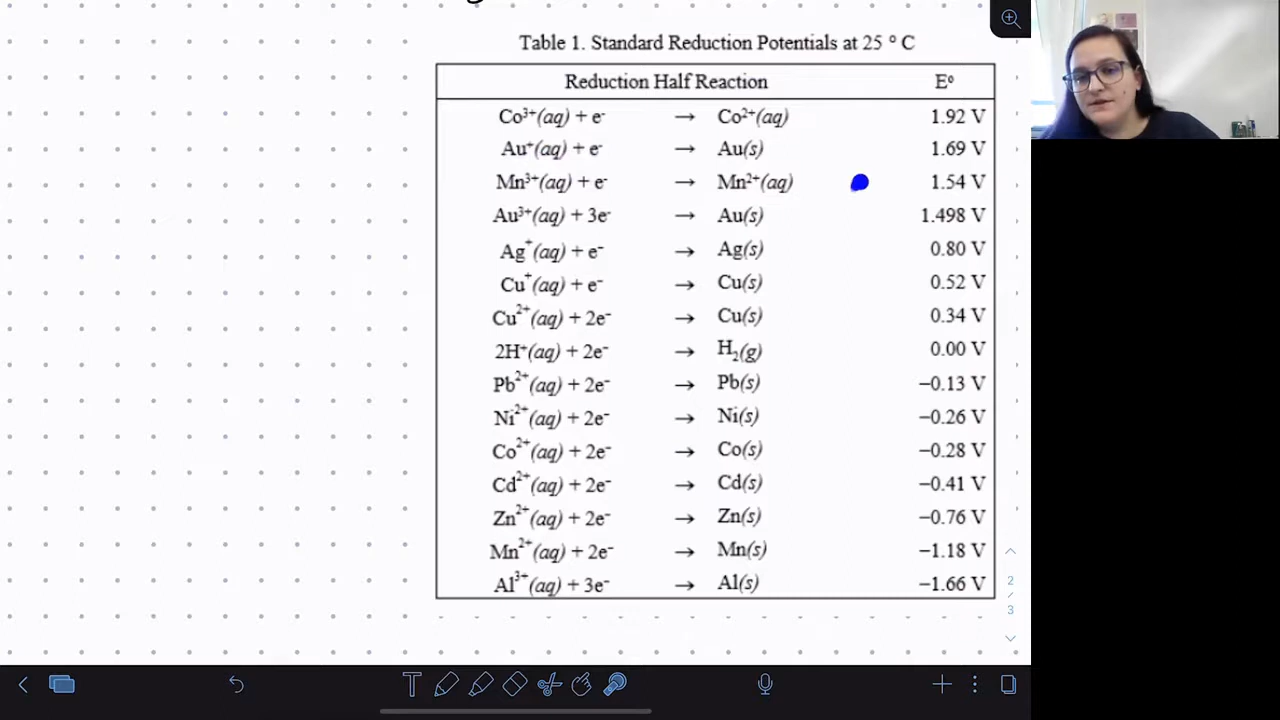 Table 1. Standard Reduction Potentials at 25 ° C
Reduction Half Reaction E°
Co³⁺(aq) + e⁻ → Co²⁺(aq) 1.92 V
Au⁺(aq) + e⁻ → Au(s) 1.69 V
Mn³⁺(aq) + e⁻ → Mn²⁺(aq) 1.54 V
Au³⁺(aq) + 3e⁻ → Au(s) 1.498 V
Ag⁺(aq) + e⁻ → Ag(s) 0.80 V
Cu⁺(aq) + e⁻ → Cu(s) 0.52 V
Cu²⁺(aq) + 2e⁻ → Cu(s) 0.34 V
2H⁺(aq) + 2e⁻ → H₂(g) 0.00 V
Pb²⁺(aq) + 2e⁻ → Pb(s) −0.13 V
Ni²⁺(aq) + 2e⁻ → Ni(s) −0.26 V
Co²⁺(aq) + 2e⁻ → Co(s) −0.28 V
Cd²⁺(aq) + 2e⁻ → Cd(s) −0.41 V
Zn²⁺(aq) + 2e⁻ → Zn(s) −0.76 V
Mn²⁺(aq) + 2e⁻ → Mn(s) −1.18 V
Al³⁺(aq) + 3e⁻ → Al(s) −1.66 V
2
/
3
T